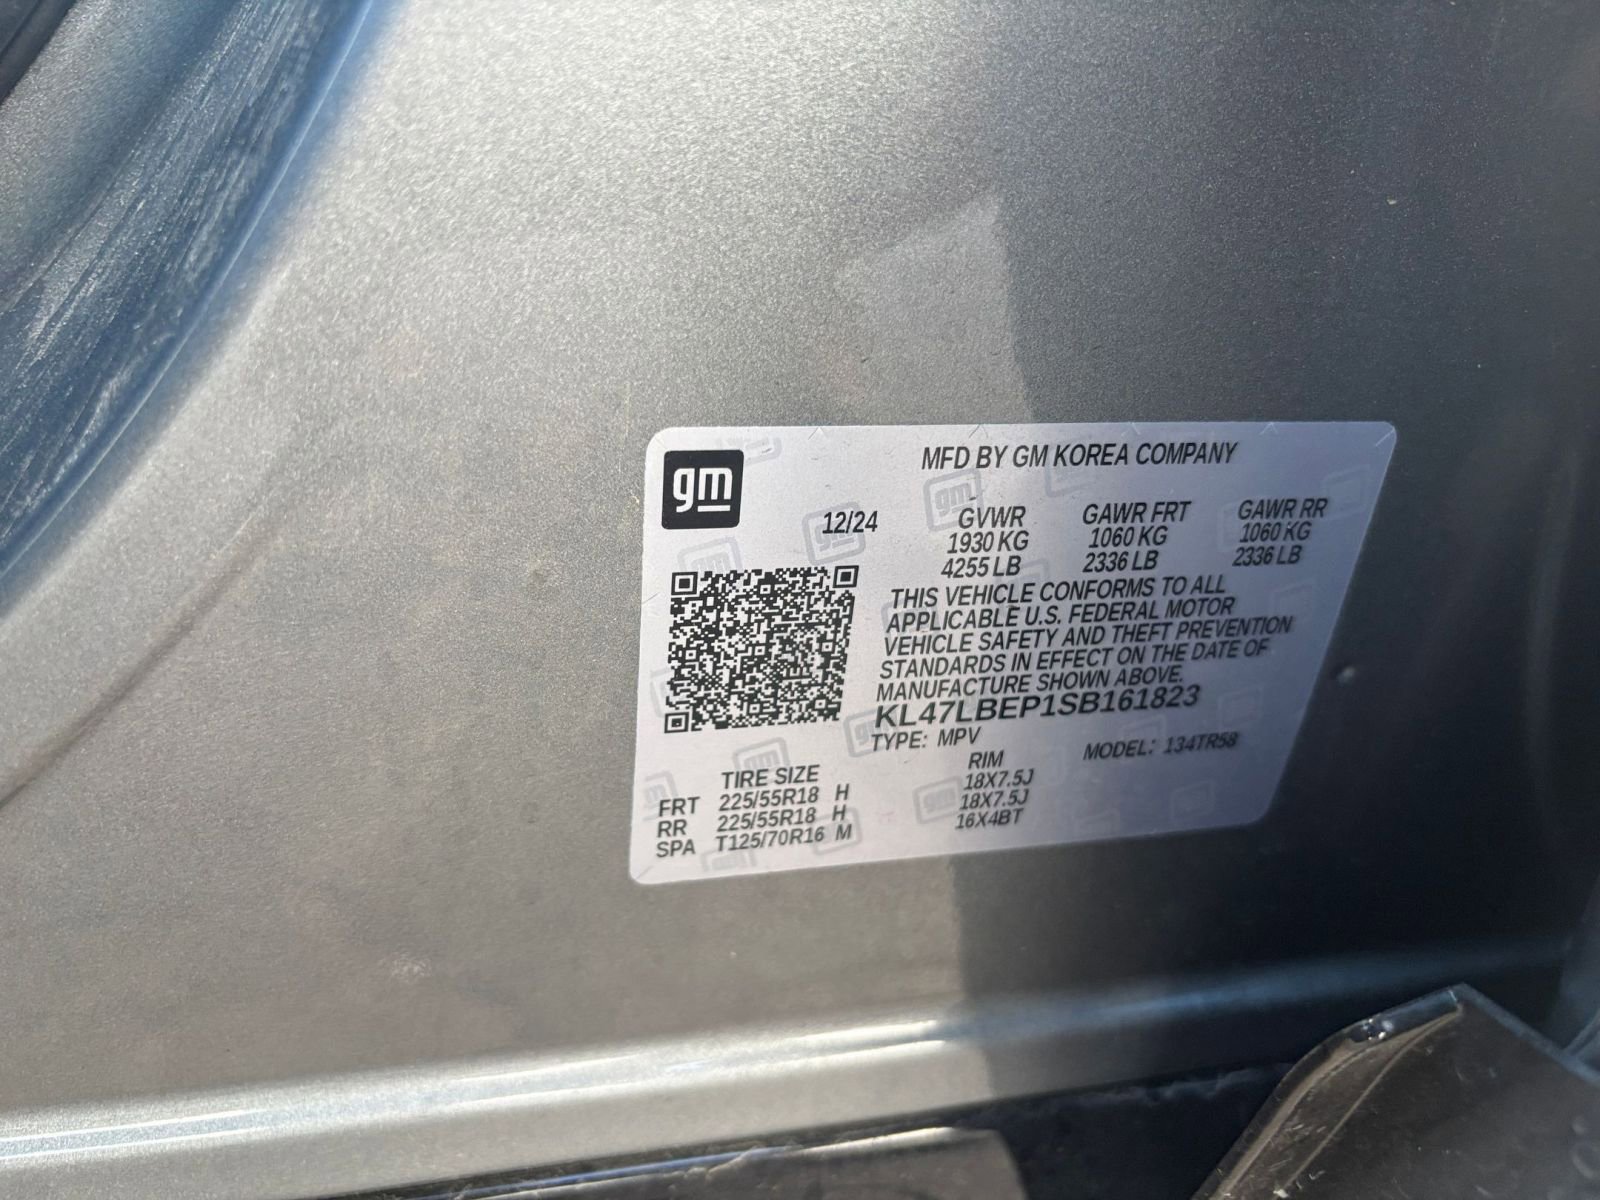 gm
MFD BY GM KOREA COMPANY
12/24 GVWR GAWR FRT GAWR RR
1930 KG 1060 KG 1060 KG
4255 LB 2336 LB 2336 LB
THIS VEHICLE CONFORMS TO ALL
APPLICABLE U.S. FEDERAL MOTOR
VEHICLE SAFETY AND THEFT PREVENTION
STANDARDS IN EFFECT ON THE DATE OF
MANUFACTURE SHOWN ABOVE.
KL47LBEP1SB161823
TYPE: MPV MODEL: 134TR58
TIRE SIZE RIM
FRT 225/55R18 H 18X7.5J
RR 225/55R18 H 18X7.5J
SPA T125/70R16 M 16X4BT